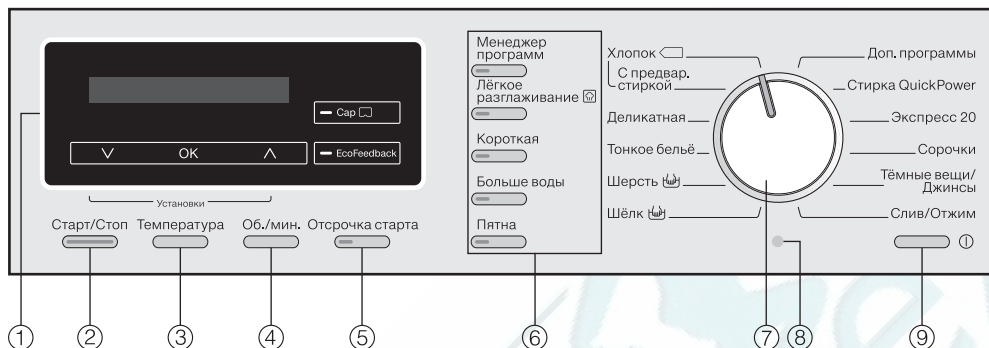 Cap
EcoFeedback
OK
Установки
Старт/Стоп
Температура
Об./мин.
Отсрочка старта
Менеджер
программ
Лёгкое
разглаживание
Короткая
Больше воды
Пятна
Хлопок
С предвар.
стиркой
Деликатная
Тонкое бельё
Шерсть
Шёлк
Доп. программы
Стирка QuickPower
Экспресс 20
Сорочки
Тёмные вещи/
Джинсы
Слив/Отжим
① ② ③ ④ ⑤ ⑥ ⑦ ⑧ ⑨